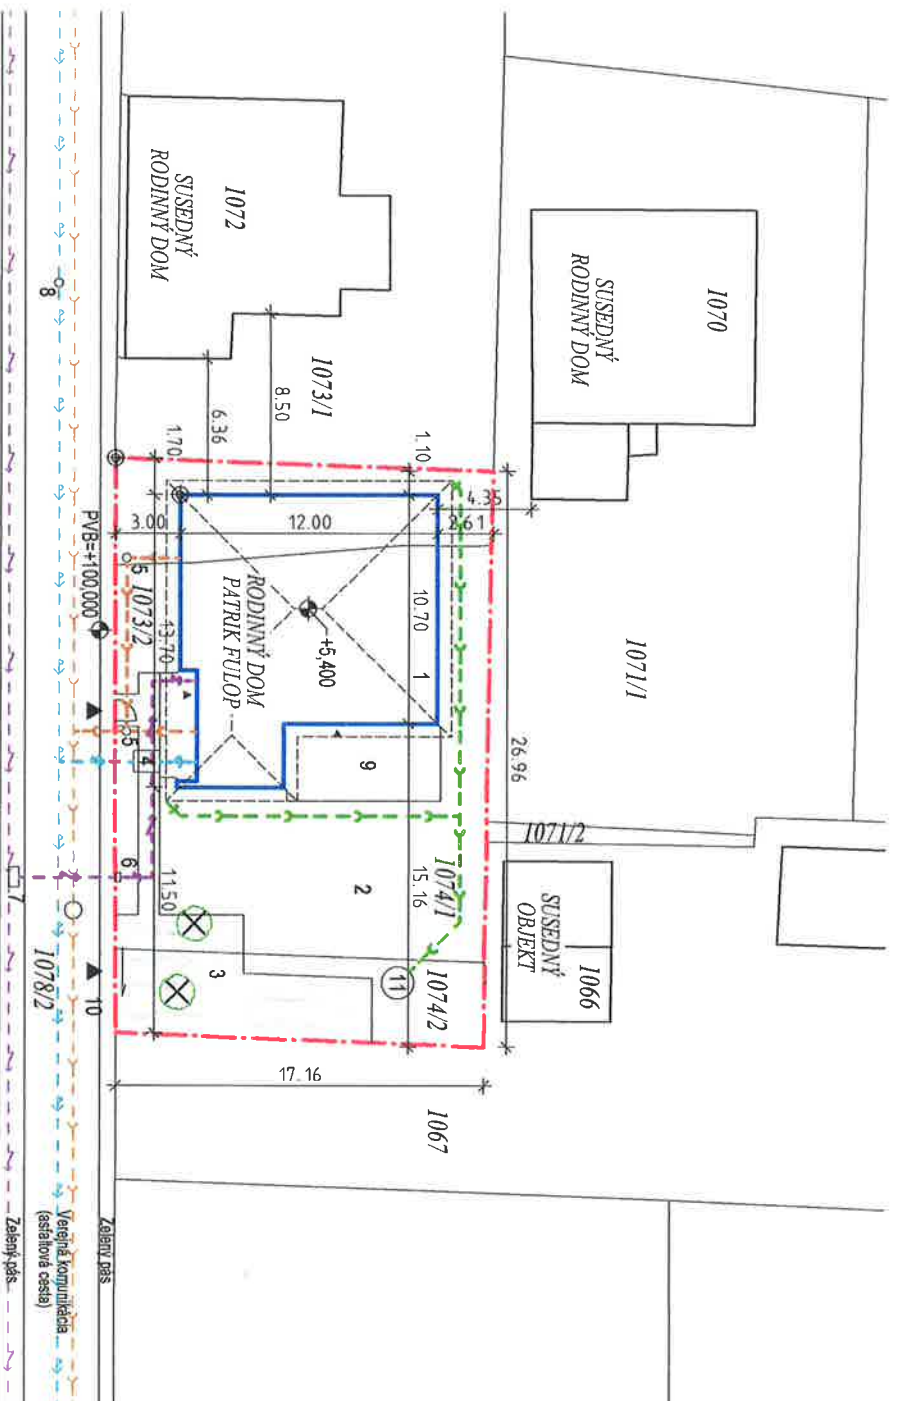 1070
SUSEDNÝ
RODINNÝ DOM
1072
SUSEDNÝ
RODINNÝ DOM
8
1073/1
8.50
6.36
1.70
1.10
4.35
3.00
12.00
2.61
PVB=+100,000
5
1073/2
13.70
RODINNÝ DOM
PATRIK FULOP
+5,400
10.70
1
1071/1
26.96
9
5
4
6
7
11.50
2
15.16
1074/1
1071/2
SUSEDNÝ
OBJEKT
1066
3
11
1074/2
10
1078/2
17.16
1067
Zelený pás
Verejná komunikácia
(asfaltová cesta)
Zelený pás